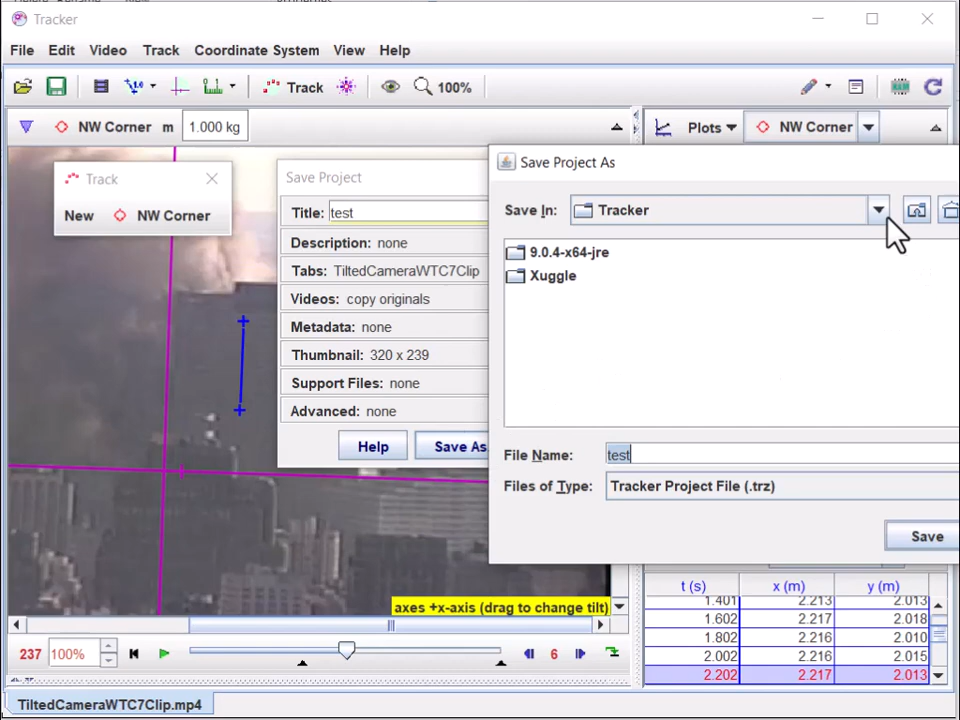 Tracker
File Edit Video Track Coordinate System View Help
Track 100%
NW Corner m 1.000 kg
Plots NW Corner
Track
New NW Corner
Save Project
Title: test
Description: none
Tabs: TiltedCameraWTC7Clip
Videos: copy originals
Metadata: none
Thumbnail: 320 x 239
Support Files: none
Advanced: none
Help Save As
Save Project As
Save In: Tracker
9.0.4-x64-jre
Xuggle
File Name: test
Files of Type: Tracker Project File (.trz)
Save
axes +x-axis (drag to change tilt)
t (s) x (m) y (m)
1.401 2.213 2.013
1.602 2.217 2.018
1.802 2.216 2.010
2.002 2.216 2.015
2.202 2.217 2.013
237 100% 6
TiltedCameraWTC7Clip.mp4